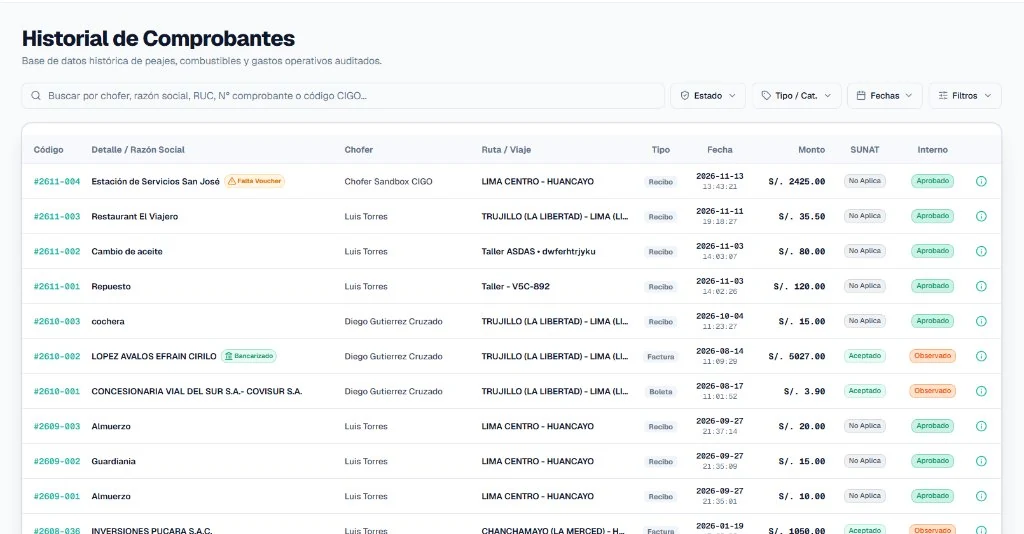 Historial de Comprobantes
Base de datos histórica de peajes, combustibles y gastos operativos auditados.
Buscar por chofer, razón social, RUC, N° comprobante o código CIGO... Estado Tipo / Cat. Fechas Filtros
Código Detalle / Razón Social Chofer Ruta / Viaje Tipo Fecha Monto SUNAT Interno
#2611-004 Estación de Servicios San José Falta Voucher Chofer Sandbox CIGO LIMA CENTRO - HUANCAYO Recibo 2026-11-13 13:43:21 S/. 2425.00 No Aplica Aprobado
#2611-003 Restaurant El Viajero Luis Torres TRUJILLO (LA LIBERTAD) - LIMA (LI... Recibo 2026-11-11 19:18:27 S/. 35.50 No Aplica Aprobado
#2611-002 Cambio de aceite Luis Torres Taller ASDAS • dwferhtrjyku Recibo 2026-11-03 14:03:07 S/. 80.00 No Aplica Aprobado
#2611-001 Repuesto Luis Torres Taller - V5C-892 Recibo 2026-11-03 14:02:26 S/. 120.00 No Aplica Aprobado
#2610-003 cochera Diego Gutierrez Cruzado TRUJILLO (LA LIBERTAD) - LIMA (LI... Recibo 2026-10-04 11:23:27 S/. 15.00 No Aplica Aprobado
#2610-002 LOPEZ AVALOS EFRAIN CIRILO Bancarizado Diego Gutierrez Cruzado TRUJILLO (LA LIBERTAD) - LIMA (LI... Factura 2026-08-14 11:09:29 S/. 5027.00 Aceptado Observado
#2610-001 CONCESIONARIA VIAL DEL SUR S.A.- COVISUR S.A. Diego Gutierrez Cruzado TRUJILLO (LA LIBERTAD) - LIMA (LI... Boleta 2026-08-17 11:01:52 S/. 3.90 Aceptado Observado
#2609-003 Almuerzo Luis Torres LIMA CENTRO - HUANCAYO Recibo 2026-09-27 21:37:14 S/. 20.00 No Aplica Aprobado
#2609-002 Guardiania Luis Torres LIMA CENTRO - HUANCAYO Recibo 2026-09-27 21:35:09 S/. 15.00 No Aplica Aprobado
#2609-001 Almuerzo Luis Torres LIMA CENTRO - HUANCAYO Recibo 2026-09-27 21:35:01 S/. 10.00 No Aplica Aprobado
#2608-036 INVERSIONES PUCARA S.A.C. Luis Torres CHANCHAMAYO (LA MERCED) - H... Factura 2026-01-19 S/. 1050.00 Aceptado Observado